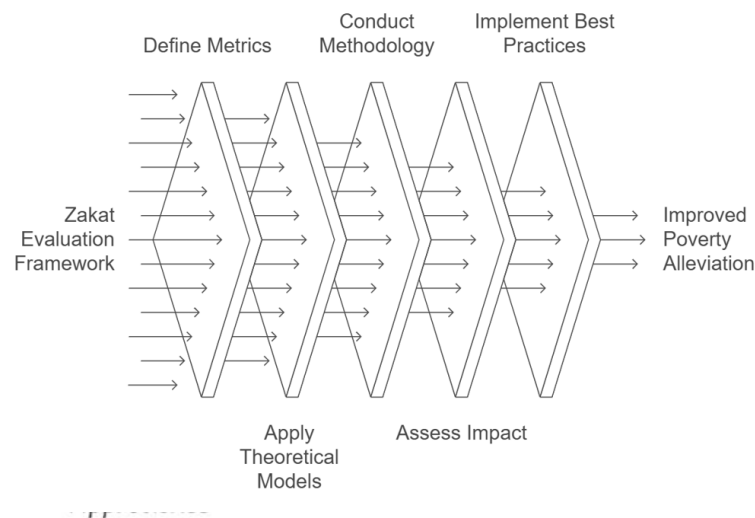 Define Metrics
Conduct
Methodology
Implement Best
Practices
Zakat
Evaluation
Framework
Improved
Poverty
Alleviation
Apply
Theoretical
Models
Assess Impact